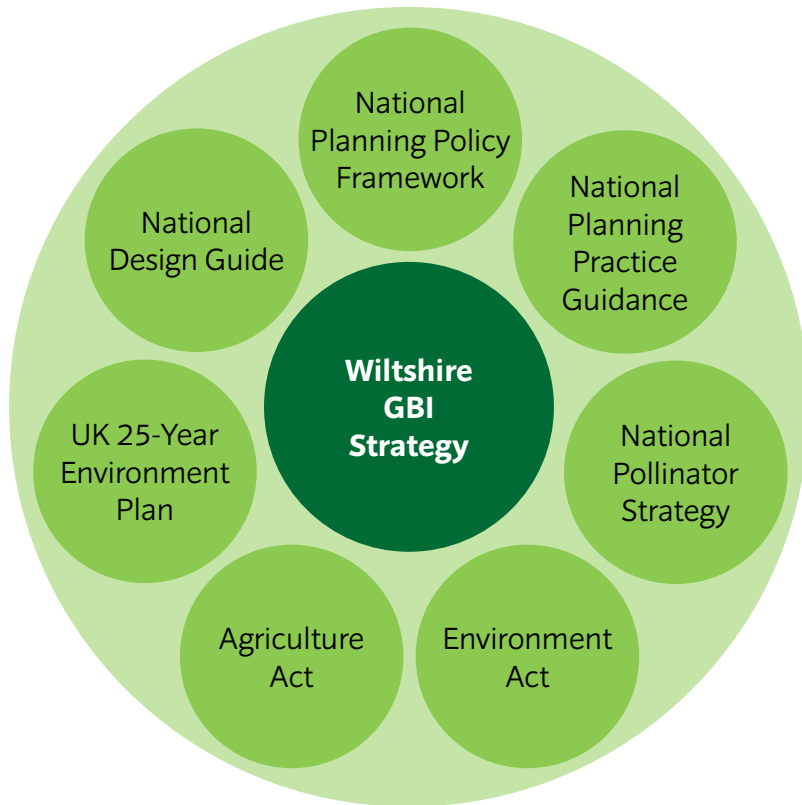 National
Planning Policy
Framework
National
Planning
Practice
Guidance
National
Pollinator
Strategy
Environment
Act
Agriculture
Act
UK 25-Year
Environment
Plan
National
Design Guide
Wiltshire
GBI
Strategy